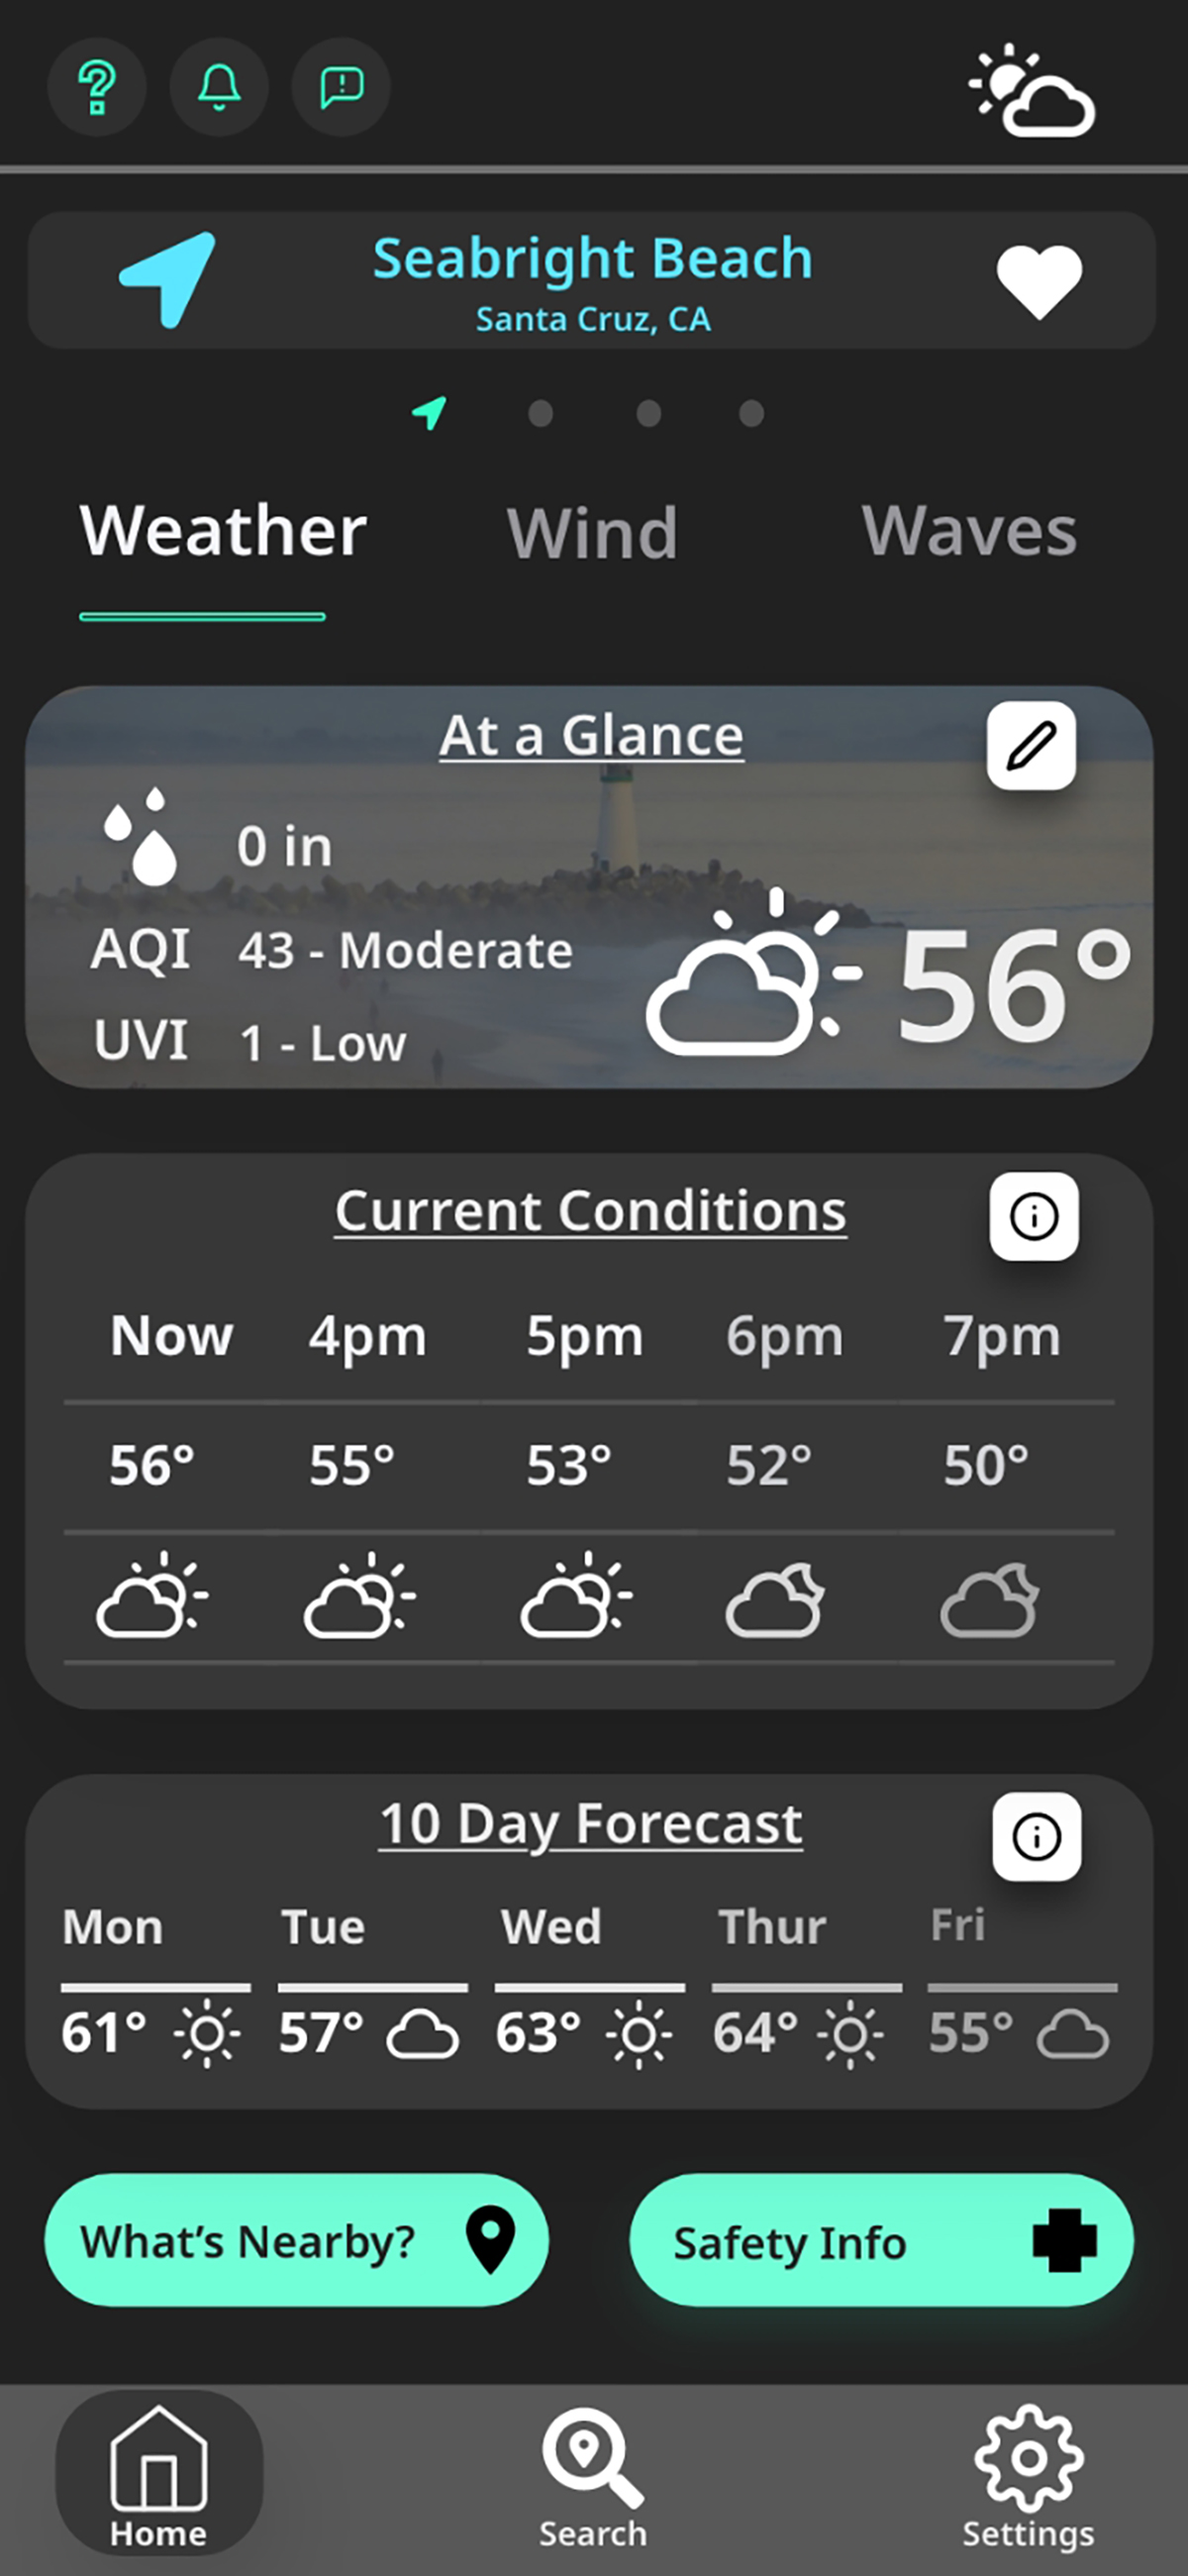 Seabright Beach
Santa Cruz, CA
Weather Wind Waves
At a Glance
0 in
AQI 43 - Moderate
UVI 1 - Low
56°
Current Conditions
Now 4pm 5pm 6pm 7pm
56° 55° 53° 52° 50°
10 Day Forecast
Mon Tue Wed Thur Fri
61° 57° 63° 64° 55°
What's Nearby? Safety Info
Home Search Settings